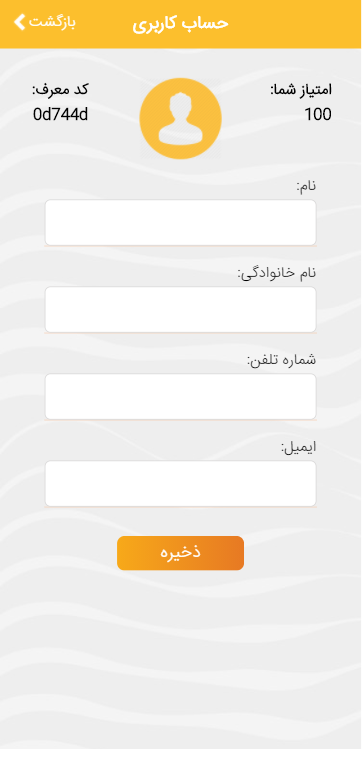 حساب کاربری
بازگشت
امتیاز شما:
100
کد معرف:
0d744d
نام:
نام خانوادگی:
شماره تلفن:
ایمیل:
ذخیره